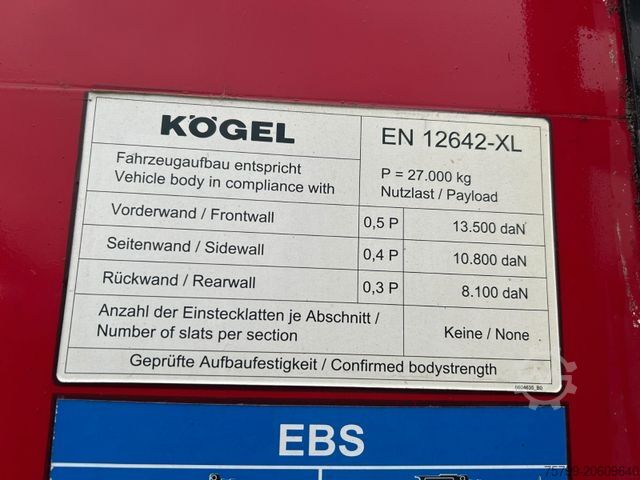 KÖGEL
EN 12642-XL
Fahrzeugaufbau entspricht
Vehicle body in compliance with
P = 27.000 kg
Nutzlast / Payload
Vorderwand / Frontwall 0,5 P 13.500 daN
Seitenwand / Sidewall 0,4 P 10.800 daN
Rückwand / Rearwall 0,3 P 8.100 daN
Anzahl der Einstecklatten je Abschnitt /
Number of slats per section
Keine / None
Geprüfte Aufbaufestigkeit / Confirmed bodystrength
EBS